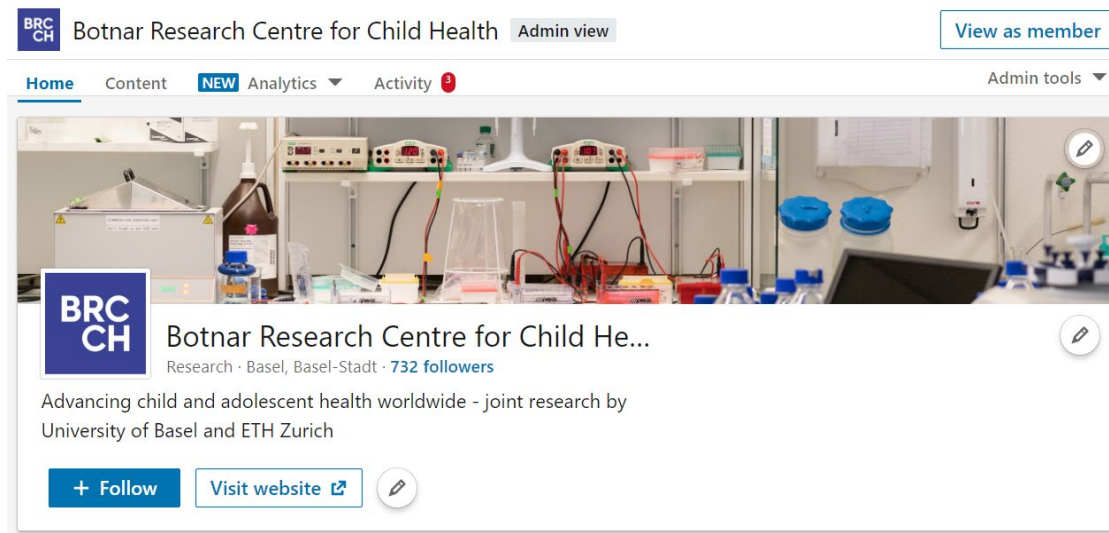 BRC
CH
Botnar Research Centre for Child Health Admin view
View as member
Home Content NEW Analytics Activity 3
Admin tools
BRC
CH
Botnar Research Centre for Child He...
Research · Basel, Basel-Stadt · 732 followers
Advancing child and adolescent health worldwide - joint research by
University of Basel and ETH Zurich
+ Follow
Visit website